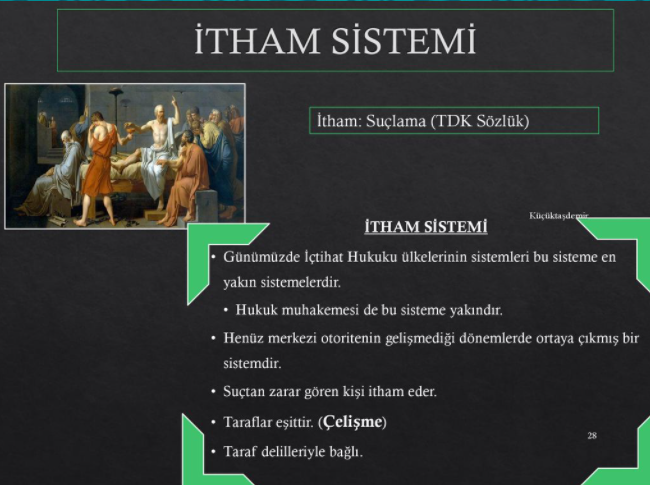 İTHAM SİSTEMİ
İtham: Suçlama (TDK Sözlük)
Küçüktaşdemir
İTHAM SİSTEMİ
• Günümüzde İçtihat Hukuku ülkelerinin sistemleri bu sisteme en
yakın sistemelerdir.
• Hukuk muhakemesi de bu sisteme yakındır.
• Henüz merkezi otoritenin gelişmediği dönemlerde ortaya çıkmış bir
sistemdir.
• Suçtan zarar gören kişi itham eder.
• Taraflar eşittir. (Çelişme)
• Taraf delilleriyle bağlı.
28